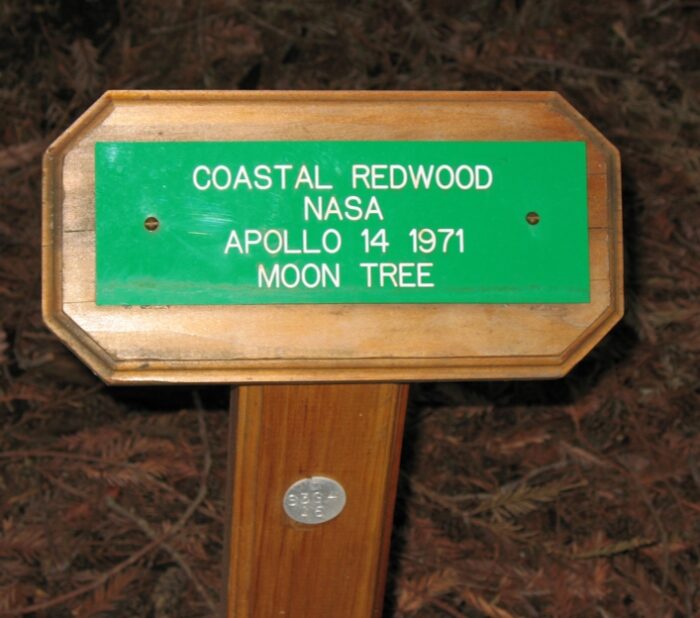 COASTAL REDWOOD
NASA
APOLLO 14 1971
MOON TREE